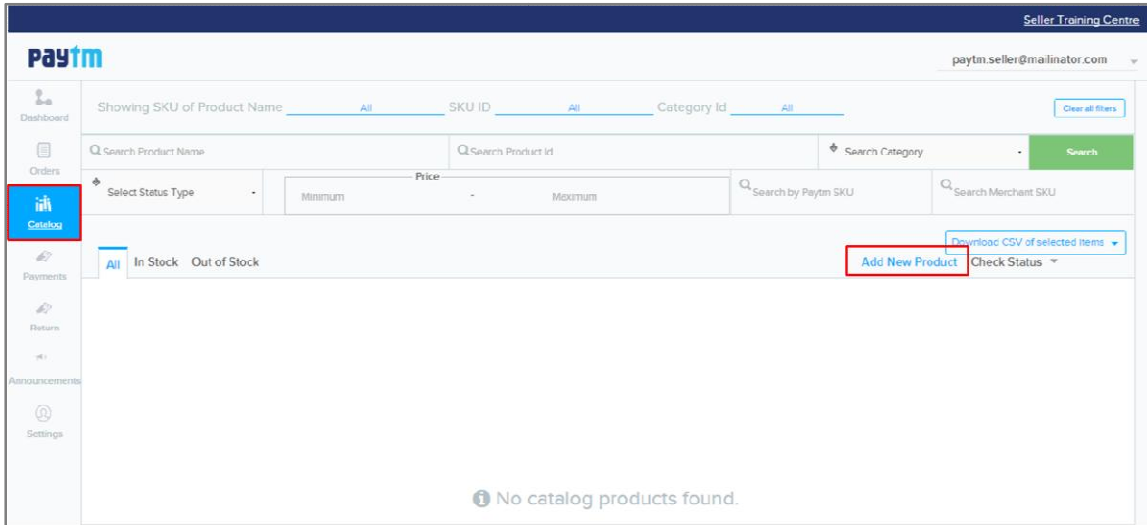 Seller Training Centre
paytm
paytm.seller@mailinator.com
Dashboard
Showing SKU of Product Name All SKU ID All Category Id All Clear all filters
Orders
Search Product Name Search Product Id Search Category Search
Catalog
Select Status Type Price Minimum - Maximum Search by Paytm SKU Search Merchant SKU
Download CSV of selected items
All In Stock Out of Stock Add New Product Check Status
Payments
Return
Announcements
Settings
No catalog products found.